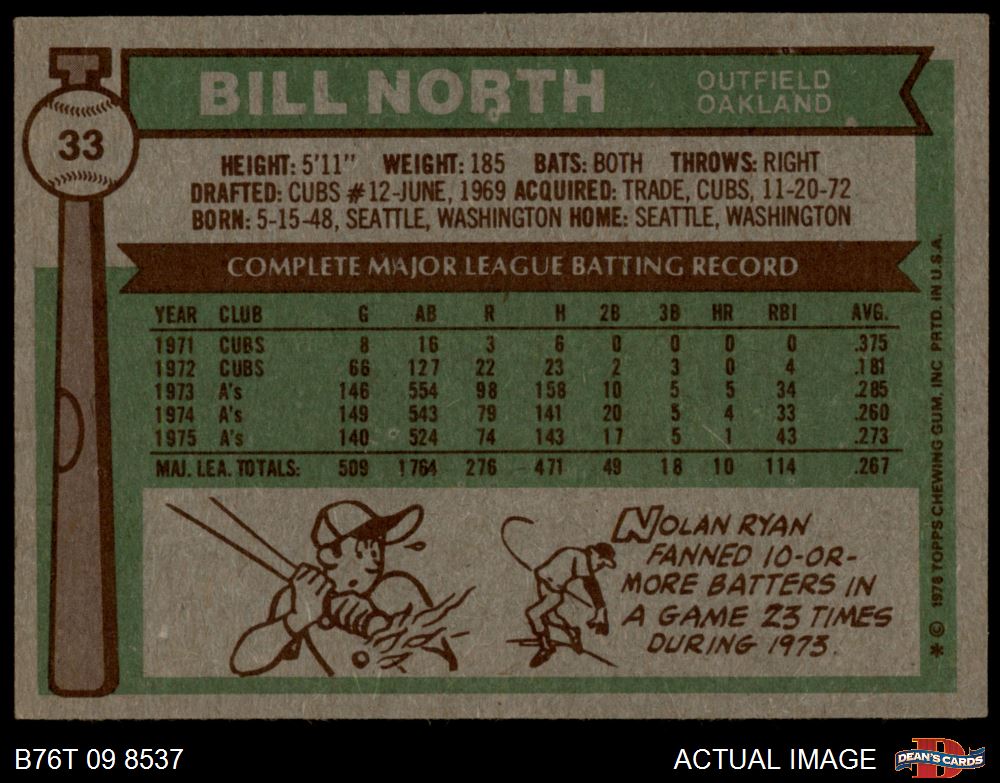 33
BILL NORTH
OUTFIELD
OAKLAND
HEIGHT: 5'11" WEIGHT: 185 BATS: BOTH THROWS: RIGHT
DRAFTED: CUBS #12-JUNE, 1969 ACQUIRED: TRADE, CUBS, 11-20-72
BORN: 5-15-48, SEATTLE, WASHINGTON HOME: SEATTLE, WASHINGTON
COMPLETE MAJOR LEAGUE BATTING RECORD
YEAR CLUB G AB R H 2B 3B HR RBI AVG.
1971 CUBS 8 16 3 6 0 0 0 0 .375
1972 CUBS 66 127 22 23 2 3 0 4 .181
1973 A's 146 554 98 158 10 5 5 34 .285
1974 A's 149 543 79 141 20 5 4 33 .260
1975 A's 140 524 74 143 17 5 1 43 .273
MAJ. LEA. TOTALS: 509 1764 276 471 49 18 10 114 .267
NOLAN RYAN
FANNED 10-OR-
MORE BATTERS IN
A GAME 23 TIMES
DURING 1973.
* © 1976 TOPPS CHEWING GUM, INC. PRTD. IN U.S.A.
B76T 09 8537
ACTUAL IMAGE
D
DEAN'S CARDS